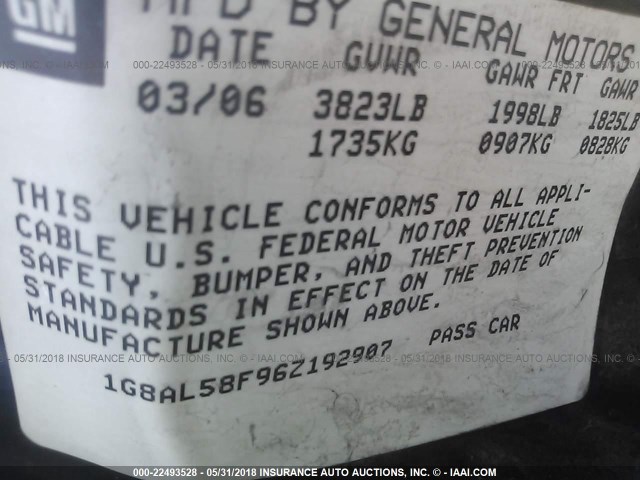 GM
MFD BY GENERAL MOTORS
DATE GVWR GAWR FRT GAWR
03/06 3823LB 1998LB 1825LB
1735KG 0907KG 0828KG
THIS VEHICLE CONFORMS TO ALL APPLI-
CABLE U.S. FEDERAL MOTOR VEHICLE
SAFETY, BUMPER, AND THEFT PREVENTION
STANDARDS IN EFFECT ON THE DATE OF
MANUFACTURE SHOWN ABOVE.
1G8AL58F96Z192907 PASS CAR
000-22493528 - 05/31/2018 INSURANCE AUTO AUCTIONS, INC. - © IAAI.COM